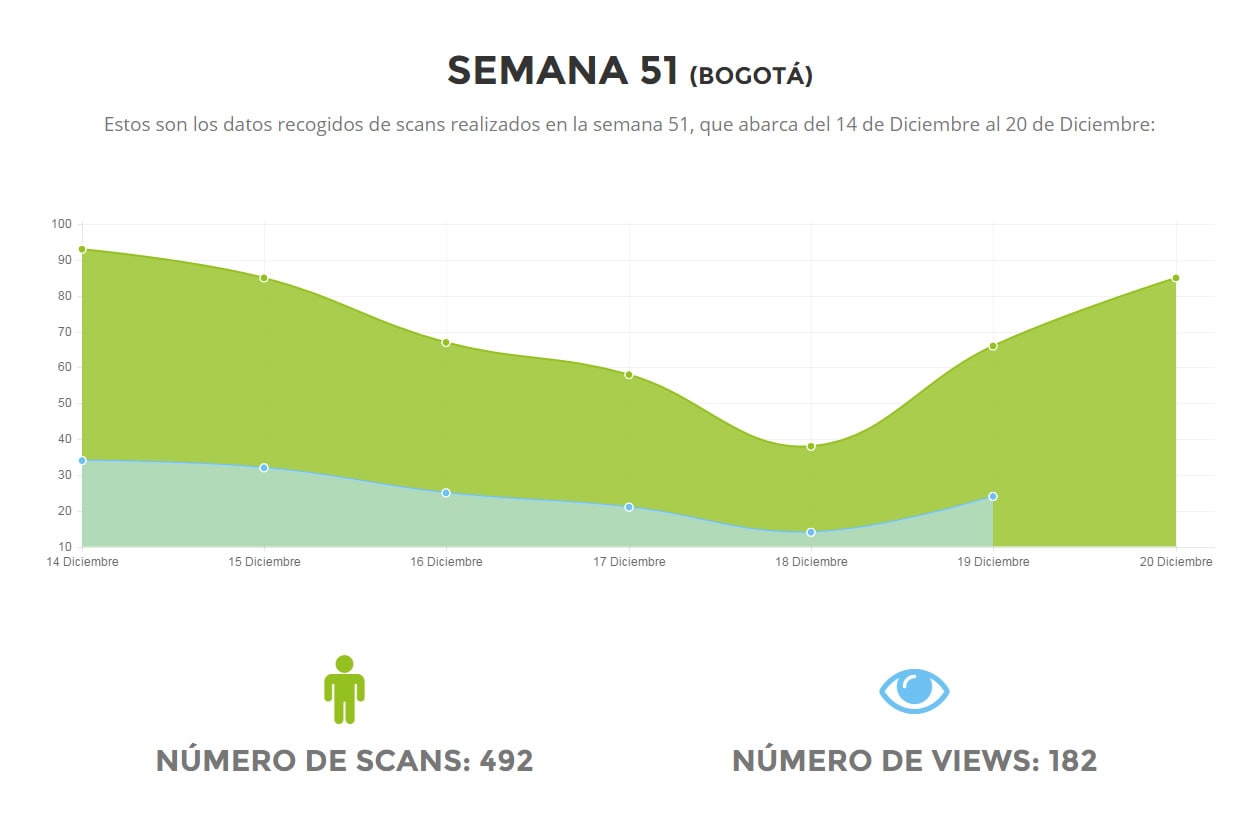 SEMANA 51 (BOGOTÁ)
Estos son los datos recogidos de scans realizados en la semana 51, que abarca del 14 de Diciembre al 20 de Diciembre:
100
90
80
70
60
50
40
30
20
10
14 Diciembre 15 Diciembre 16 Diciembre 17 Diciembre 18 Diciembre 19 Diciembre 20 Diciembre
NÚMERO DE SCANS: 492
NÚMERO DE VIEWS: 182